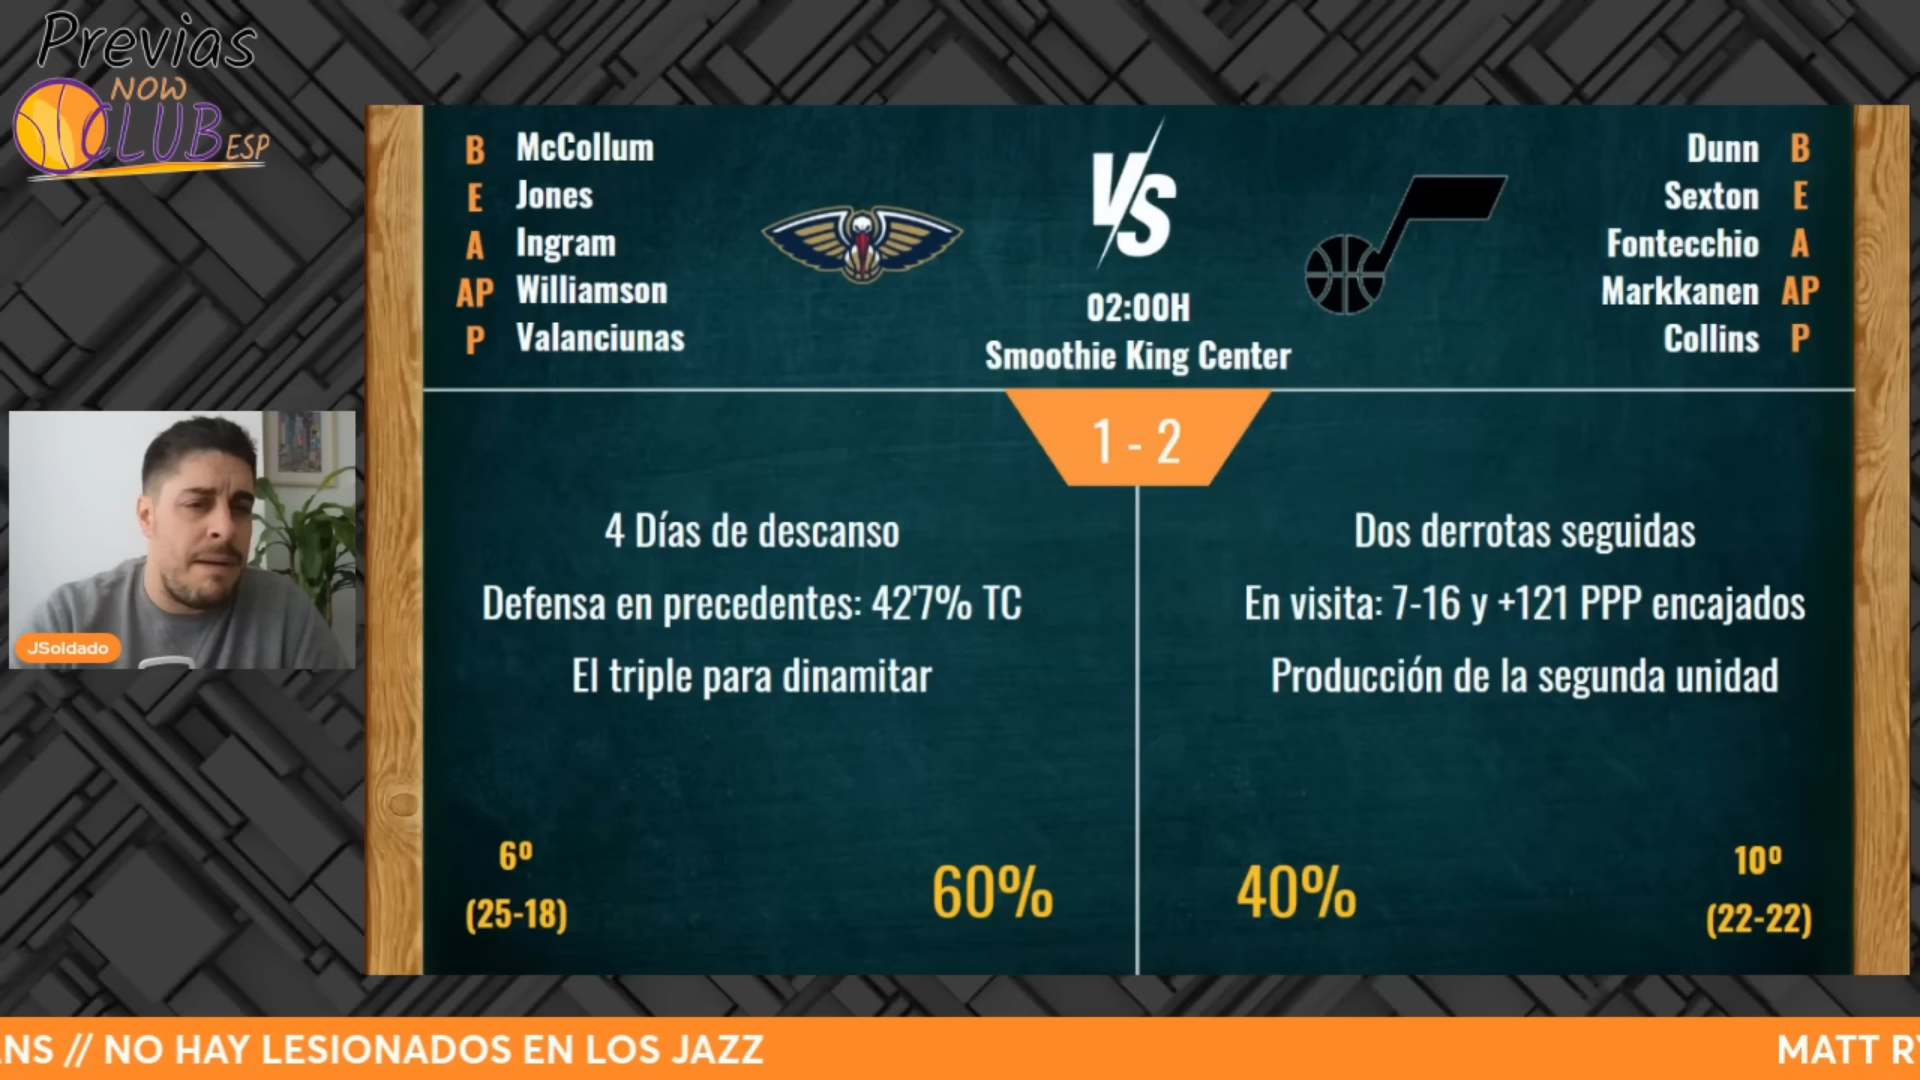 Previas
NOW
CLUB ESP
B McCollum
E Jones
A Ingram
AP Williamson
P Valanciunas
VS
02:00H
Smoothie King Center
Dunn B
Sexton E
Fontecchio A
Markkanen AP
Collins P
1 - 2
4 Días de descanso
Defensa en precedentes: 42'7% TC
El triple para dinamitar
Dos derrotas seguidas
En visita: 7-16 y +121 PPP encajados
Producción de la segunda unidad
6º
(25-18)
60%
40%
10º
(22-22)
JSoldado
ANS // NO HAY LESIONADOS EN LOS JAZZ
MATT RY